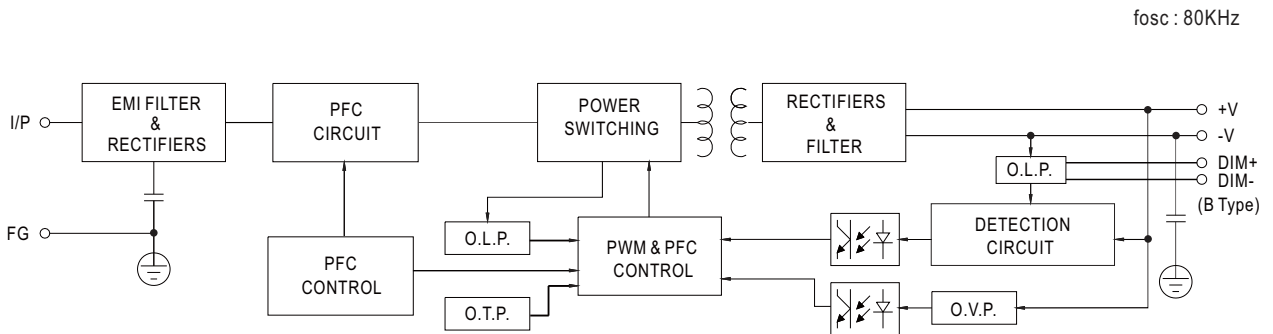 fosc : 80KHz
I/P
EMI FILTER
&
RECTIFIERS
PFC
CIRCUIT
POWER
SWITCHING
RECTIFIERS
&
FILTER
+V
-V
O.L.P.
DIM+
DIM-
(B Type)
FG
O.L.P.
PFC
CONTROL
O.T.P.
PWM & PFC
CONTROL
DETECTION
CIRCUIT
O.V.P.